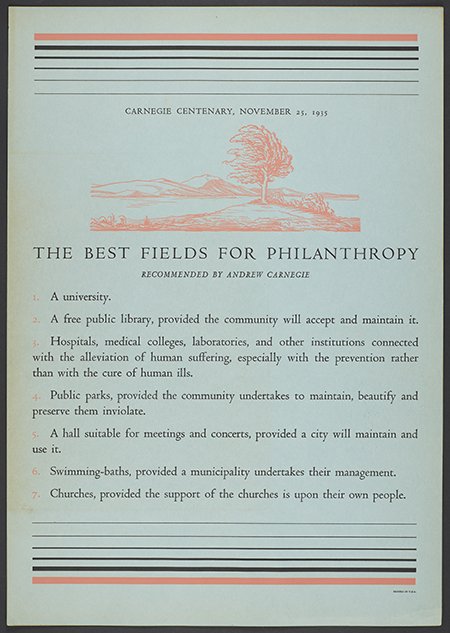 CARNEGIE CENTENARY, NOVEMBER 25, 1935
THE BEST FIELDS FOR PHILANTHROPY
RECOMMENDED BY ANDREW CARNEGIE
1. A university.
2. A free public library, provided the community will accept and maintain it.
3. Hospitals, medical colleges, laboratories, and other institutions connected
with the alleviation of human suffering, especially with the prevention rather
than with the cure of human ills.
4. Public parks, provided the community undertakes to maintain, beautify and
preserve them inviolate.
5. A hall suitable for meetings and concerts, provided a city will maintain and
use it.
6. Swimming-baths, provided a municipality undertakes their management.
7. Churches, provided the support of the churches is upon their own people.